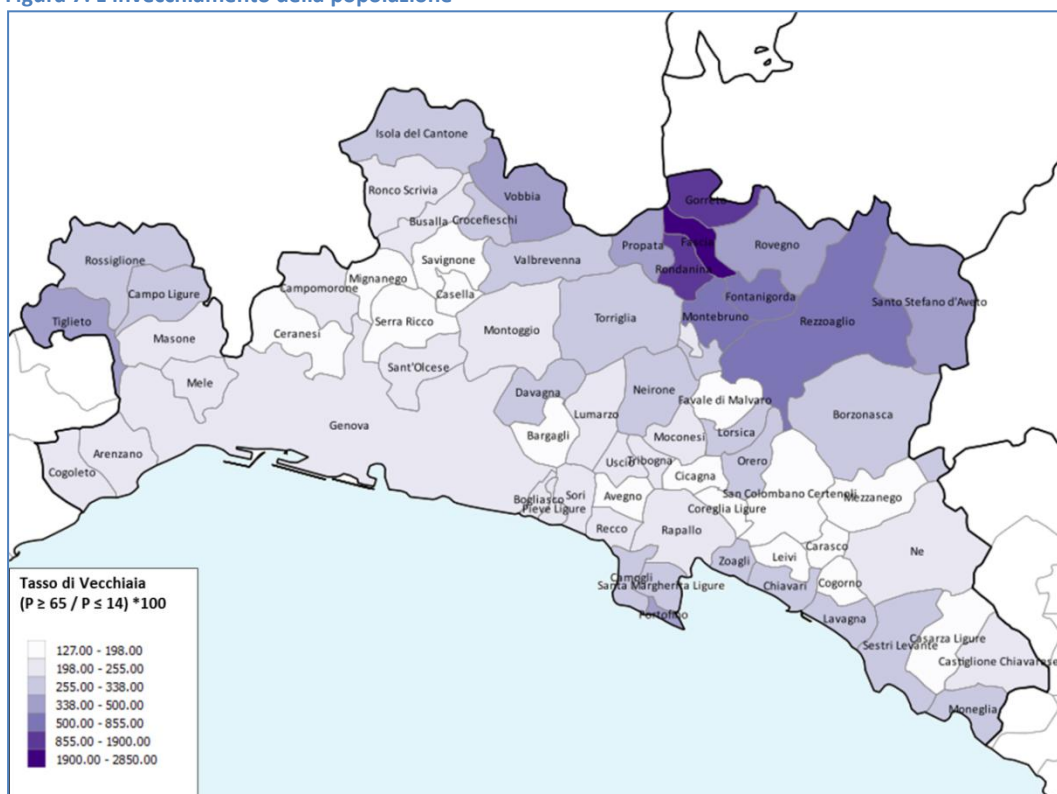 Isola del Cantone
Ronco Scrivia
Vobbia
Gorreto
Busalla
Crocefieschi
Rossiglione
Savignone
Valbrevenna
Propata
Fascia
Rovegno
Mignanego
Rondanina
Campo Ligure
Campomorone
Casella
Fontanigorda
Santo Stefano d'Aveto
Tiglieto
Serra Ricco
Montoggio
Torriglia
Montebruno
Rezzoaglio
Masone
Ceranesi
Sant'Olcese
Mele
Davagna
Neirone
Favale di Malvaro
Genova
Lumarzo
Borzonasca
Arenzano
Bargagli
Moconesi
Lorsica
Cogoleto
Uscio
Tribogna
Orero
Cicagna
Bogliasco
Sori
Avegno
San Colombano Certenoli
Mezzanego
Pieve Ligure
Coreglia Ligure
Recco
Rapallo
Carasco
Ne
Zoagli
Leivi
Camogli
Santa Margherita Ligure
Chiavari
Cogorno
Portofino
Lavagna
Casarza Ligure
Sestri Levante
Castiglione Chiavarese
Moneglia
Tasso di Vecchiaia
(P ≥ 65 / P ≤ 14) *100
127.00 - 198.00
198.00 - 255.00
255.00 - 338.00
338.00 - 500.00
500.00 - 855.00
855.00 - 1900.00
1900.00 - 2850.00